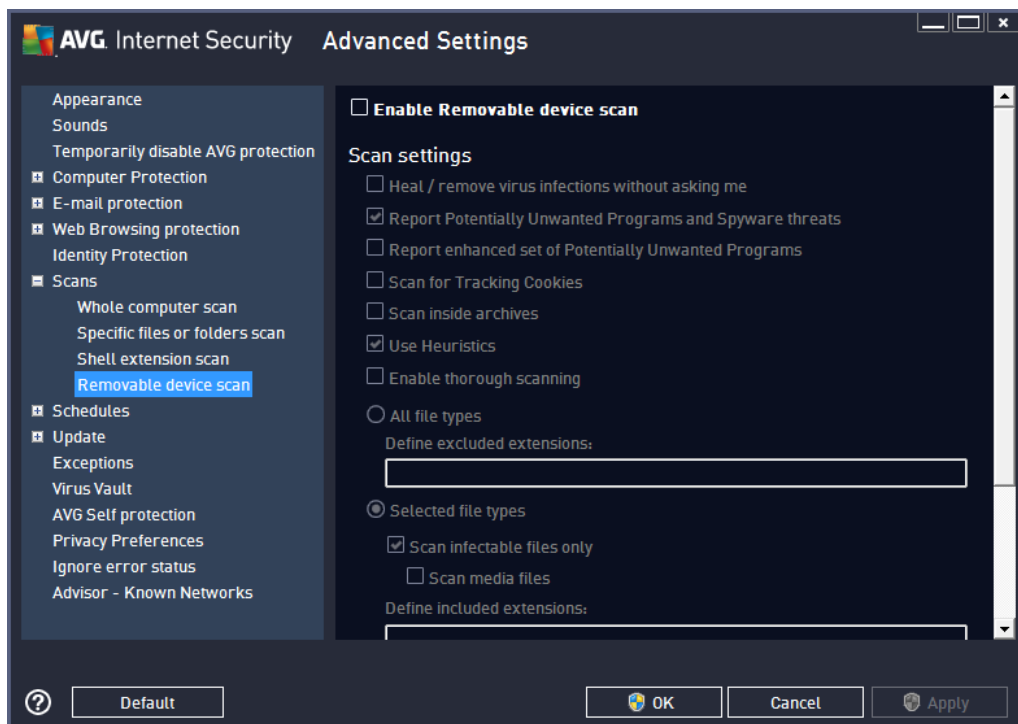 AVG. Internet Security Advanced Settings
Appearance
Sounds
Temporarily disable AVG protection
Computer Protection
E-mail protection
Web Browsing protection
Identity Protection
Scans
Whole computer scan
Specific files or folders scan
Shell extension scan
Removable device scan
Schedules
Update
Exceptions
Virus Vault
AVG Self protection
Privacy Preferences
Ignore error status
Advisor - Known Networks
Enable Removable device scan
Scan settings
Heal / remove virus infections without asking me
Report Potentially Unwanted Programs and Spyware threats
Report enhanced set of Potentially Unwanted Programs
Scan for Tracking Cookies
Scan inside archives
Use Heuristics
Enable thorough scanning
All file types
Define excluded extensions:
Selected file types
Scan infectable files only
Scan media files
Define included extensions:
? Default OK Cancel Apply